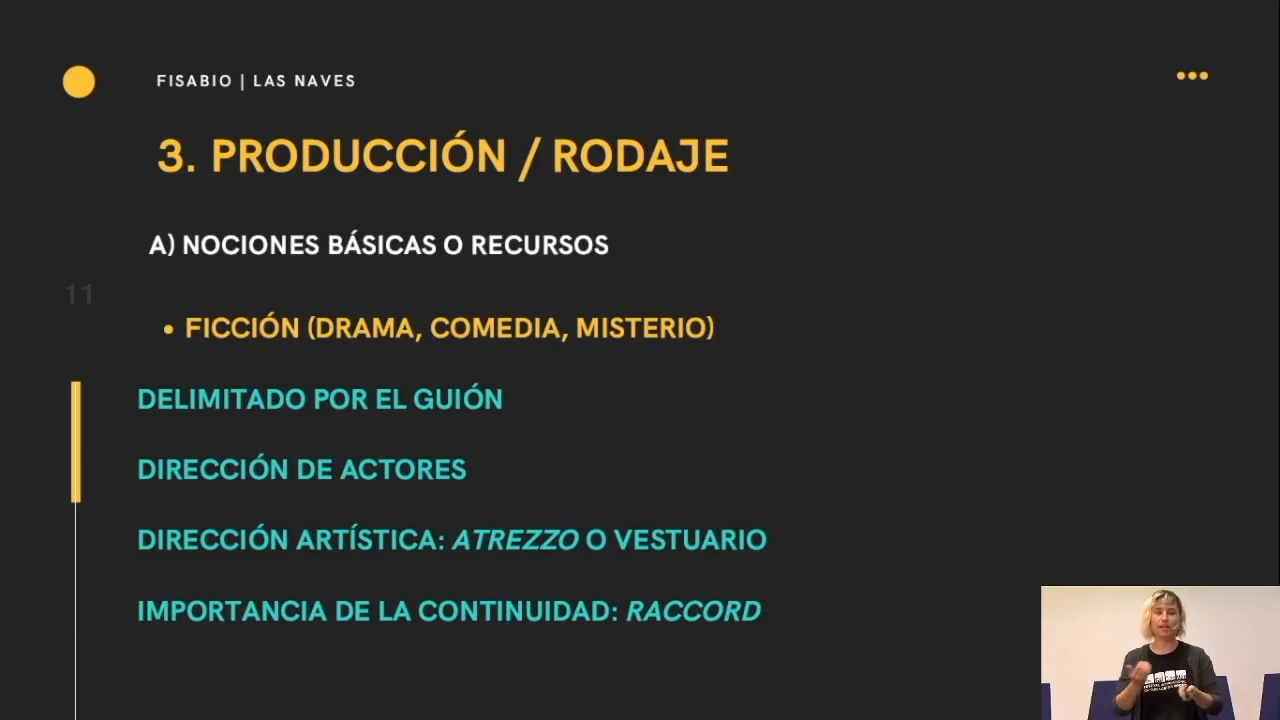 FISABIO | LAS NAVES
3. PRODUCCIÓN / RODAJE
A) NOCIONES BÁSICAS O RECURSOS
11
• FICCIÓN (DRAMA, COMEDIA, MISTERIO)
DELIMITADO POR EL GUIÓN
DIRECCIÓN DE ACTORES
DIRECCIÓN ARTÍSTICA: ATREZZO O VESTUARIO
IMPORTANCIA DE LA CONTINUIDAD: RACCORD